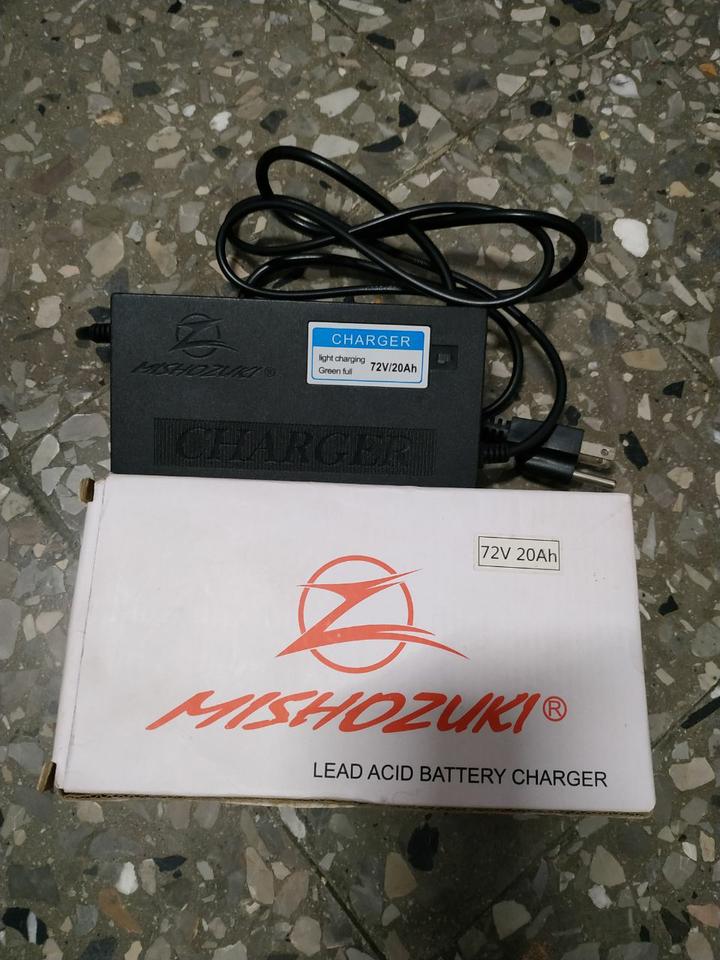 MISHOZUKI®
CHARGER
light charging
Green full
72V/20Ah
CHARGER
72V 20Ah
MISHOZUKI®
LEAD ACID BATTERY CHARGER